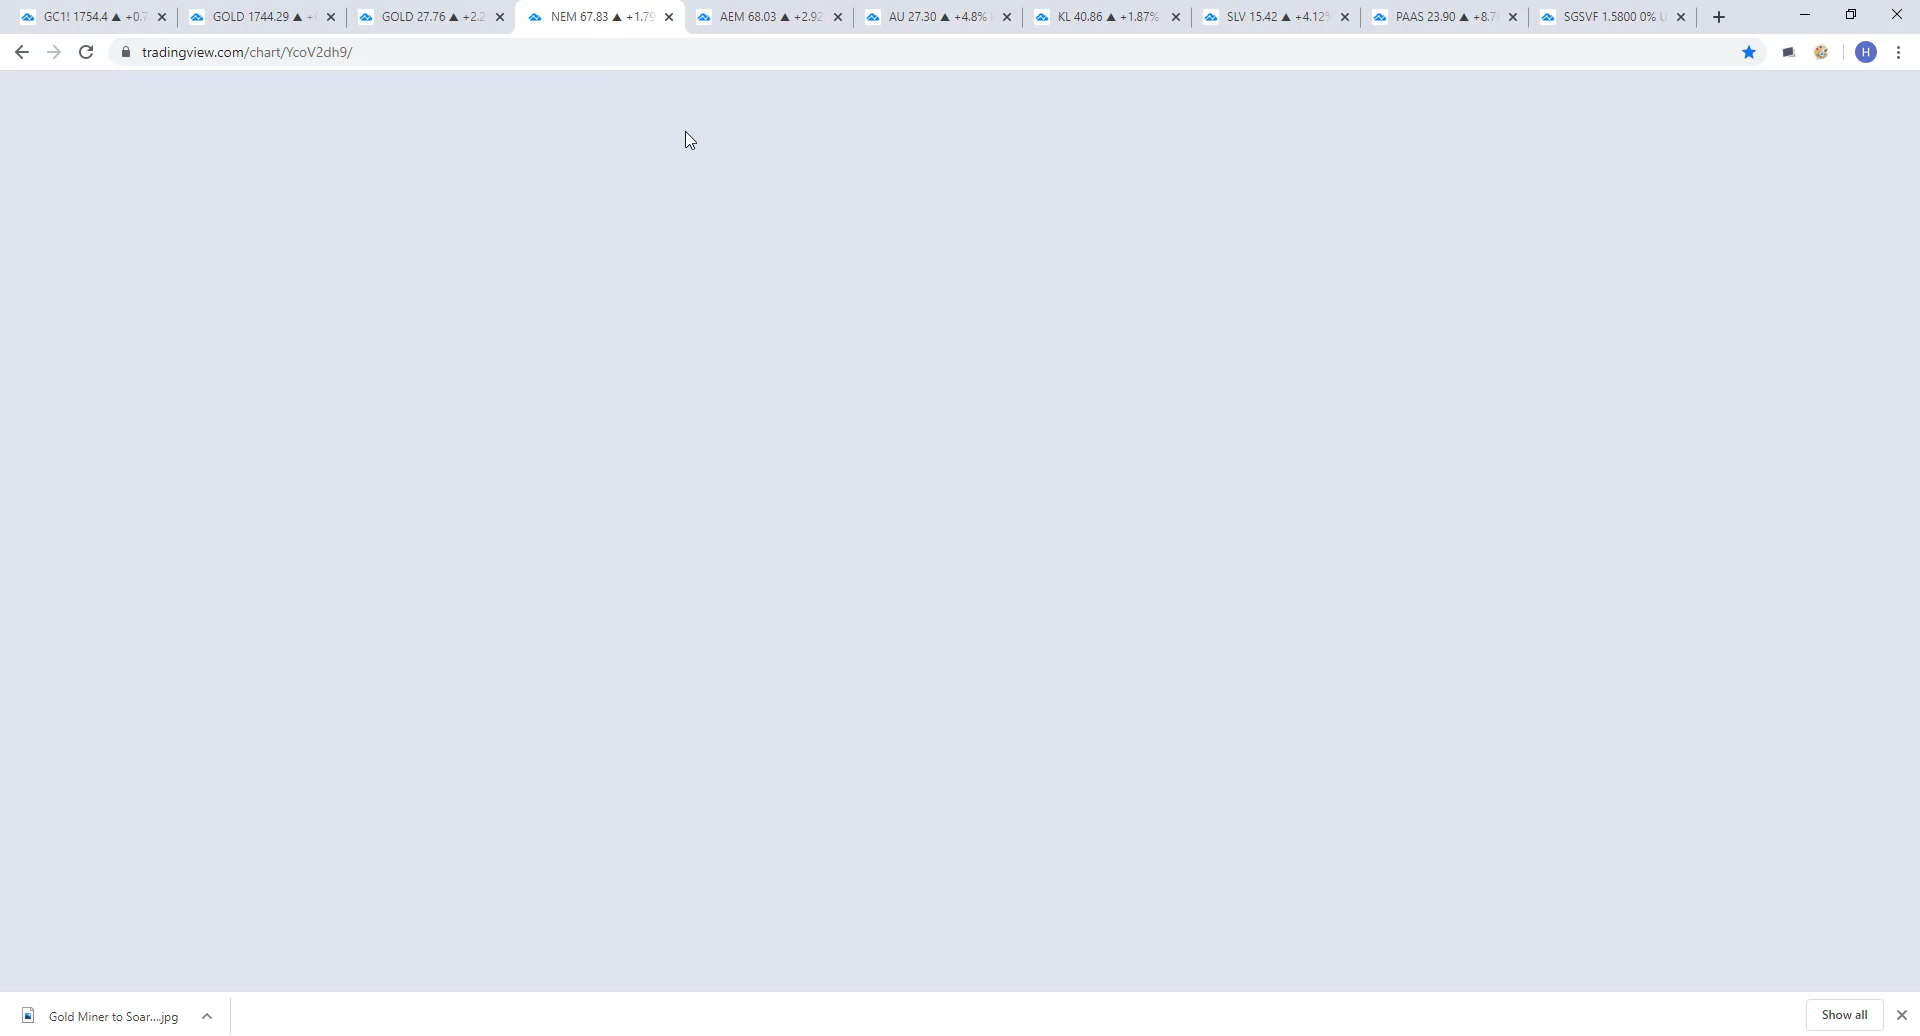 GC1! 1754.4 ▲ +0.7
GOLD 1744.29 ▲ +
GOLD 27.76 ▲ +2.2
NEM 67.83 ▲ +1.79
AEM 68.03 ▲ +2.92
AU 27.30 ▲ +4.8%
KL 40.86 ▲ +1.87%
SLV 15.42 ▲ +4.12%
PAAS 23.90 ▲ +8.7
SGSVF 1.5800 0% U
tradingview.com/chart/YcoV2dh9/
H
Gold Miner to Soar....jpg
Show all